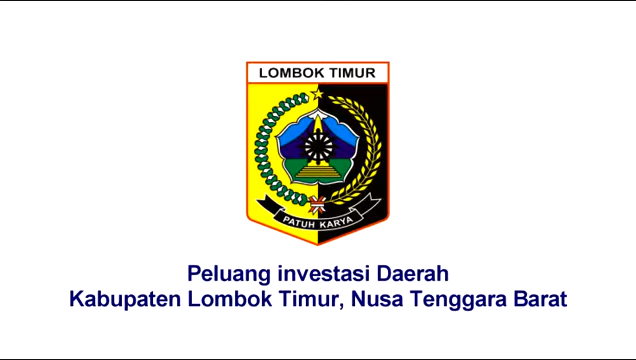 LOMBOK TIMUR
PATUH KARYA
Peluang investasi Daerah
Kabupaten Lombok Timur, Nusa Tenggara Barat